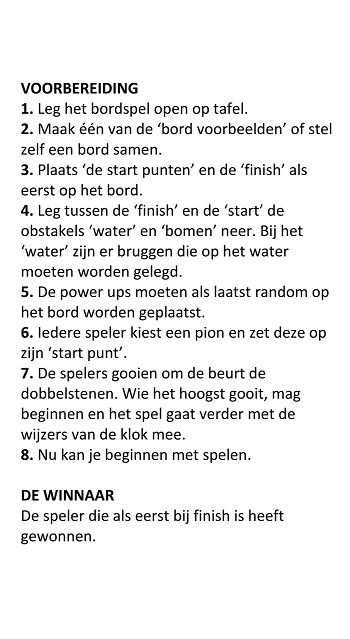 VOORBEREIDING
1. Leg het bordspel open op tafel.
2. Maak één van de ‘bord voorbeelden’ of stel
zelf een bord samen.
3. Plaats ‘de start punten’ en de ‘finish’ als
eerst op het bord.
4. Leg tussen de ‘finish’ en de ‘start’ de
obstakels ‘water’ en ‘bomen’ neer. Bij het
‘water’ zijn er bruggen die op het water
moeten worden gelegd.
5. De power ups moeten als laatst random op
het bord worden geplaatst.
6. Iedere speler kiest een pion en zet deze op
zijn ‘start punt’.
7. De spelers gooien om de beurt de
dobbelstenen. Wie het hoogst gooit, mag
beginnen en het spel gaat verder met de
wijzers van de klok mee.
8. Nu kan je beginnen met spelen.
DE WINNAAR
De speler die als eerst bij finish is heeft
gewonnen.